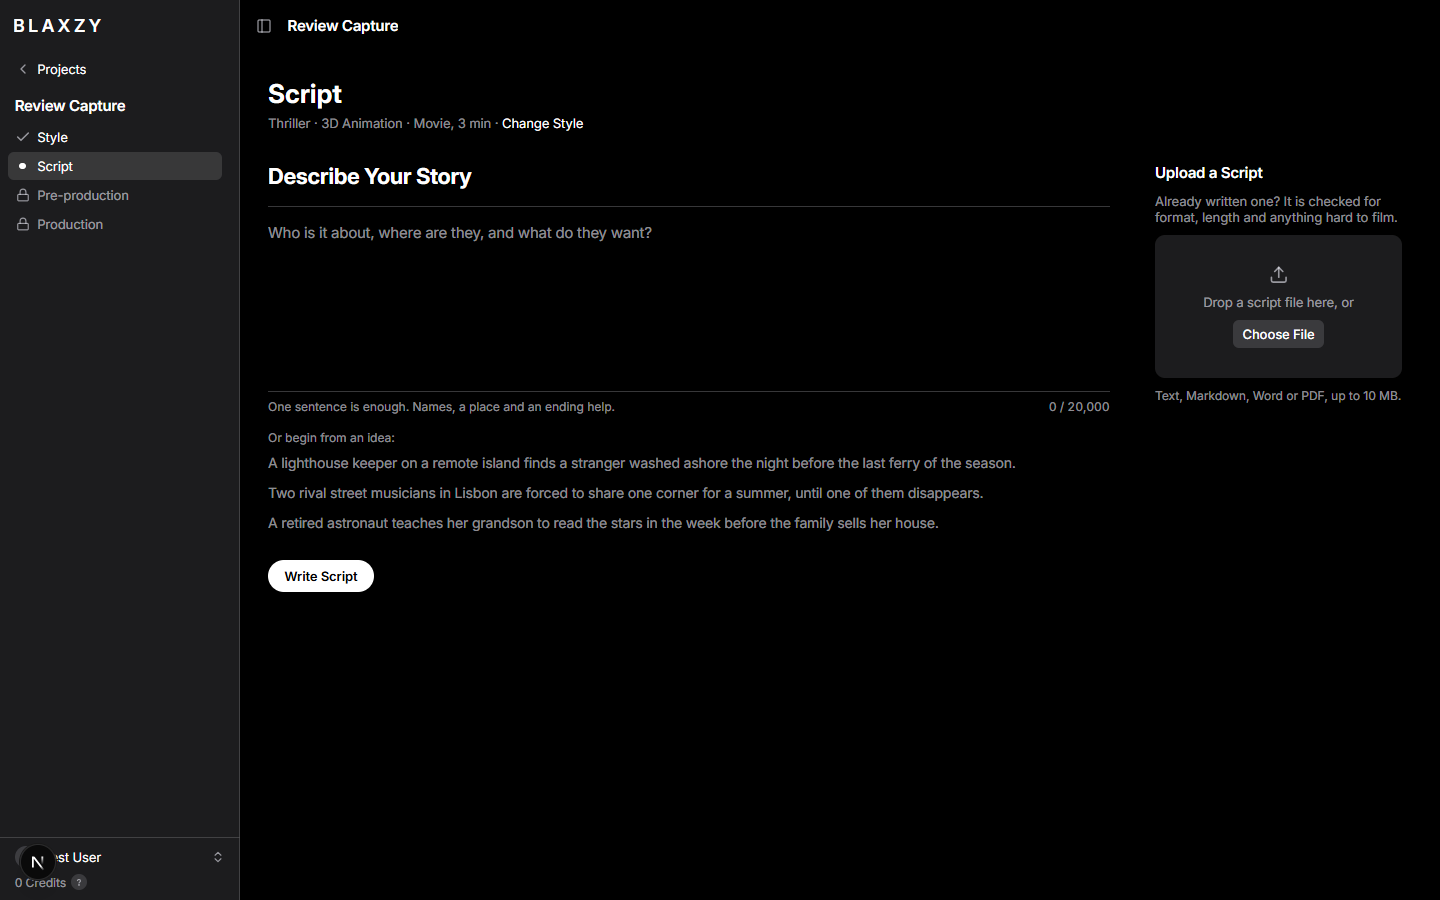 BLAXZY
Projects
Review Capture
Style
Script
Pre-production
Production
Review Capture
Script
Thriller · 3D Animation · Movie, 3 min · Change Style
Describe Your Story
Who is it about, where are they, and what do they want?
One sentence is enough. Names, a place and an ending help.
0 / 20,000
Or begin from an idea:
A lighthouse keeper on a remote island finds a stranger washed ashore the night before the last ferry of the season.
Two rival street musicians in Lisbon are forced to share one corner for a summer, until one of them disappears.
A retired astronaut teaches her grandson to read the stars in the week before the family sells her house.
Write Script
Upload a Script
Already written one? It is checked for
format, length and anything hard to film.
Drop a script file here, or
Choose File
Text, Markdown, Word or PDF, up to 10 MB.
N
User
0 Credits ?